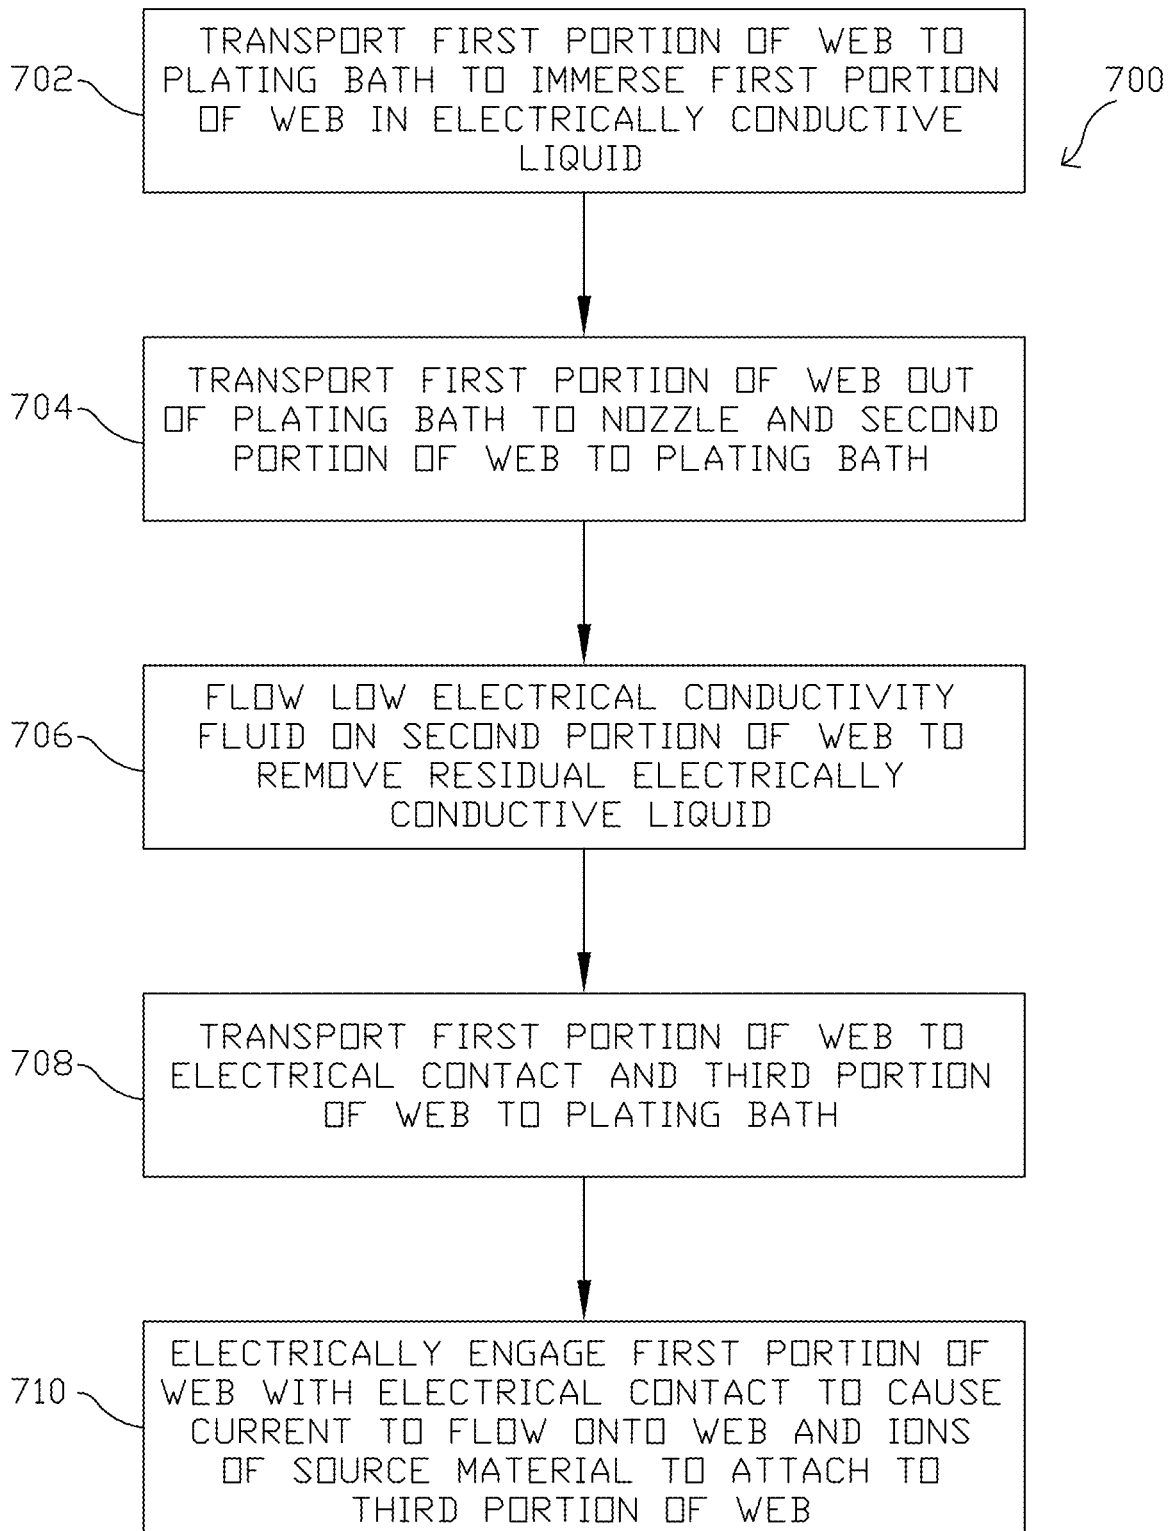 702
TRANSPORT FIRST PORTION OF WEB TO
PLATING BATH TO IMMERSE FIRST PORTION
OF WEB IN ELECTRICALLY CONDUCTIVE
LIQUID
700
704
TRANSPORT FIRST PORTION OF WEB OUT
OF PLATING BATH TO NOZZLE AND SECOND
PORTION OF WEB TO PLATING BATH
706
FLOW LOW ELECTRICAL CONDUCTIVITY
FLUID ON SECOND PORTION OF WEB TO
REMOVE RESIDUAL ELECTRICALLY
CONDUCTIVE LIQUID
708
TRANSPORT FIRST PORTION OF WEB TO
ELECTRICAL CONTACT AND THIRD PORTION
OF WEB TO PLATING BATH
710
ELECTRICALLY ENGAGE FIRST PORTION OF
WEB WITH ELECTRICAL CONTACT TO CAUSE
CURRENT TO FLOW ONTO WEB AND IONS
OF SOURCE MATERIAL TO ATTACH TO
THIRD PORTION OF WEB